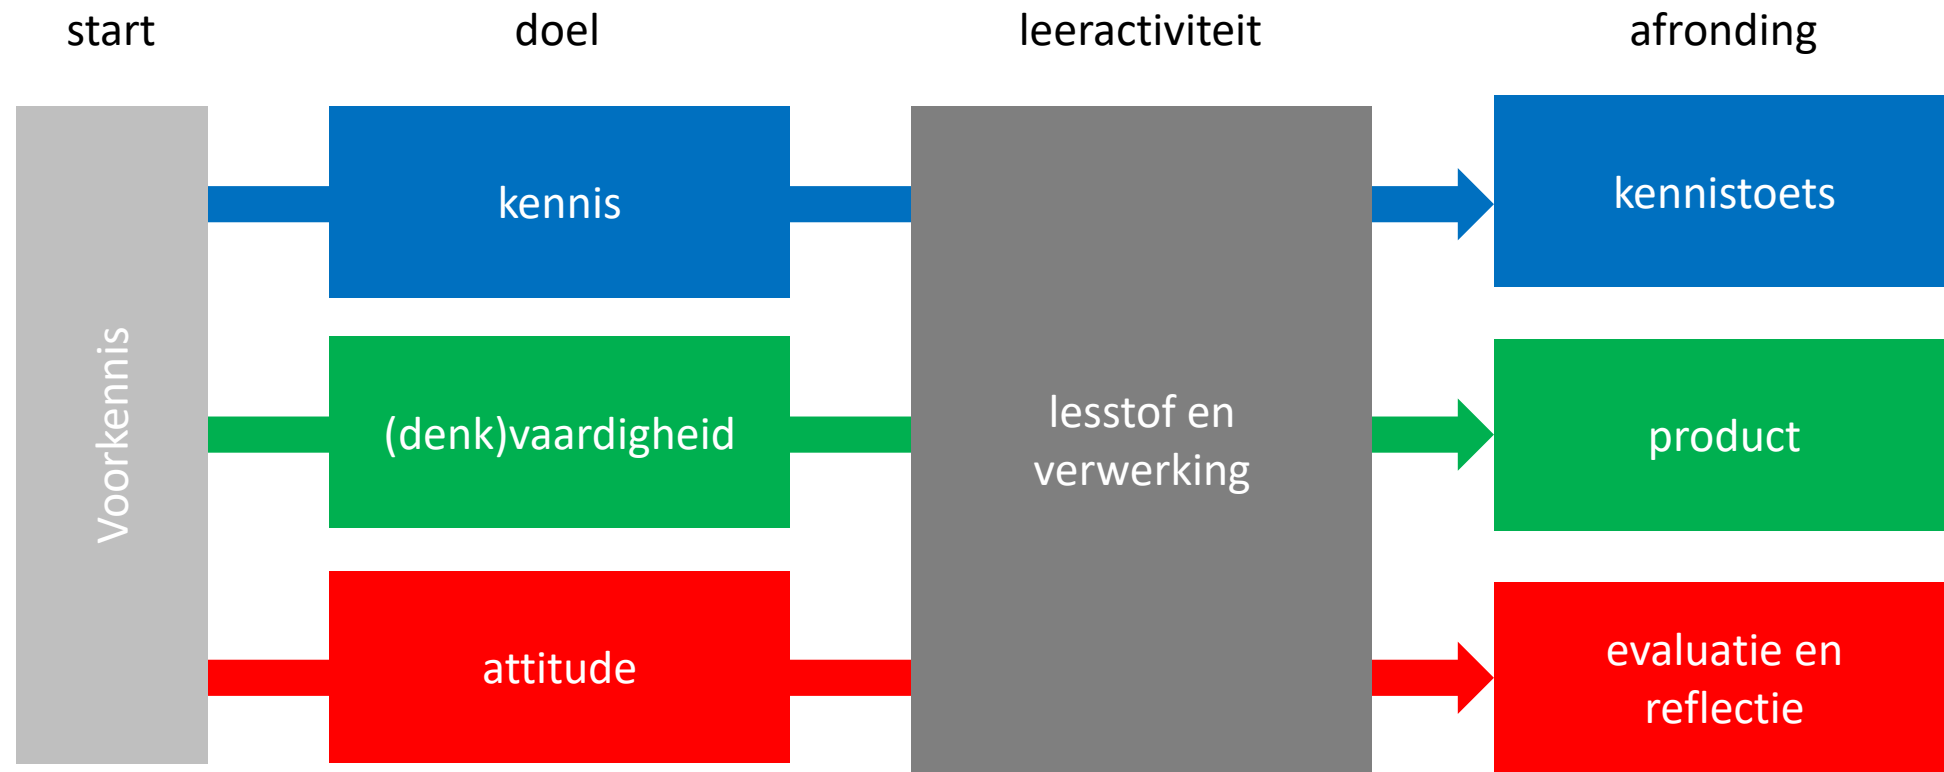 start
doel
leeractiviteit
afronding
Voorkennis
kennis
(denk)vaardigheid
attitude
lesstof en
verwerking
kennistoets
product
evaluatie en
reflectie